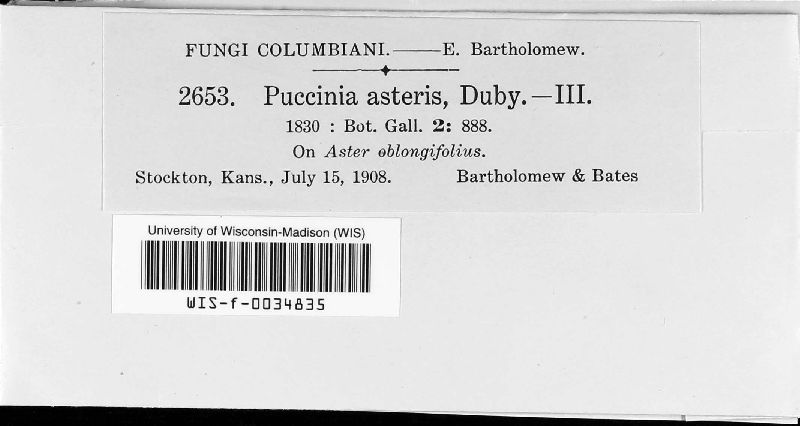 FUNGI COLUMBIANI.——E. Bartholomew.
2653. Puccinia asteris, Duby.—III.
1830 : Bot. Gall. 2: 888.
On Aster oblongifolius.
Stockton, Kans., July 15, 1908. Bartholomew & Bates
University of Wisconsin-Madison (WIS)
WIS-f-0034835